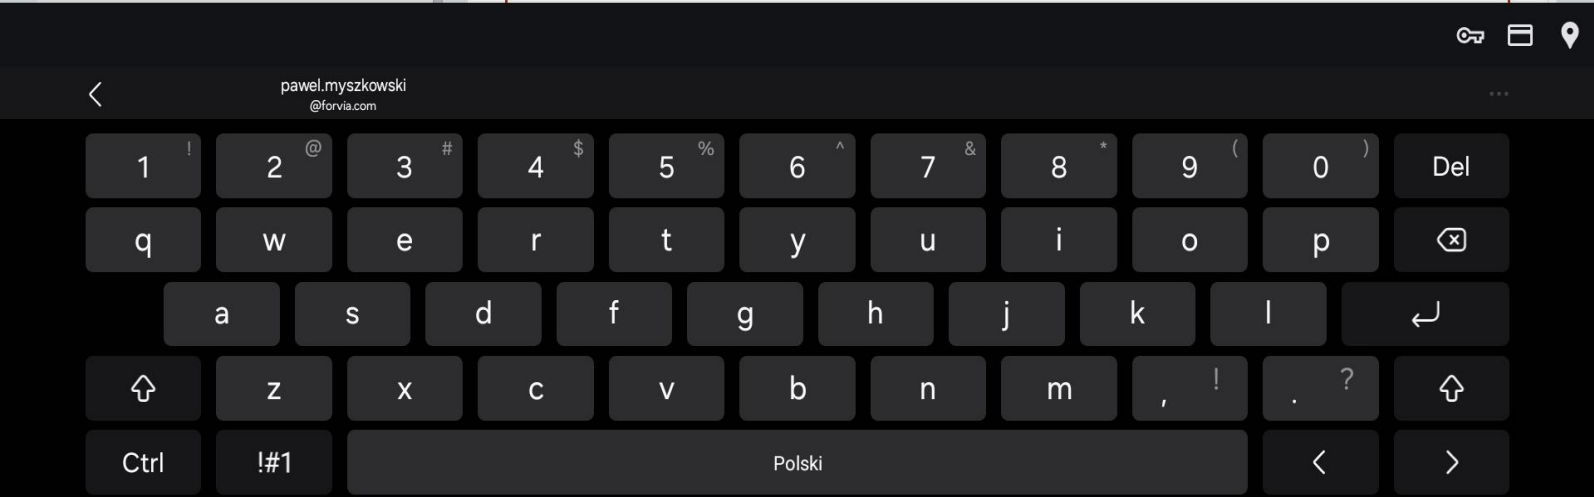 pawel.myszkowski
@forvia.com
1 ! 2 @ 3 # 4 $ 5 % 6 ^ 7 & 8 * 9 ( 0 ) Del
q w e r t y u i o p
a s d f g h j k l
z x c v b n m , ! . ?
Ctrl !#1 Polski < >